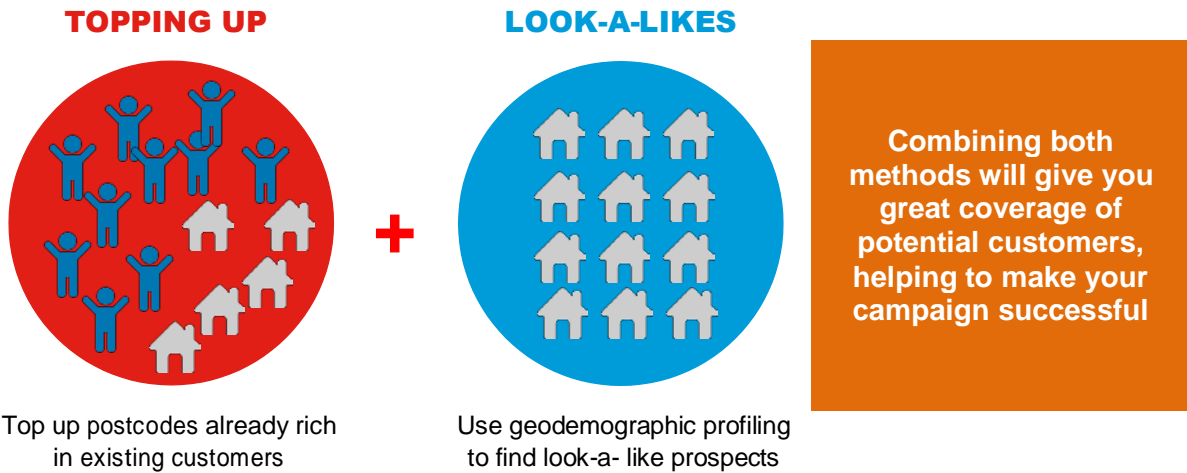 TOPPING UP
LOOK-A-LIKES
Combining both
methods will give you
great coverage of
potential customers,
helping to make your
campaign successful
+
Top up postcodes already rich
in existing customers
Use geodemographic profiling
to find look-a- like prospects